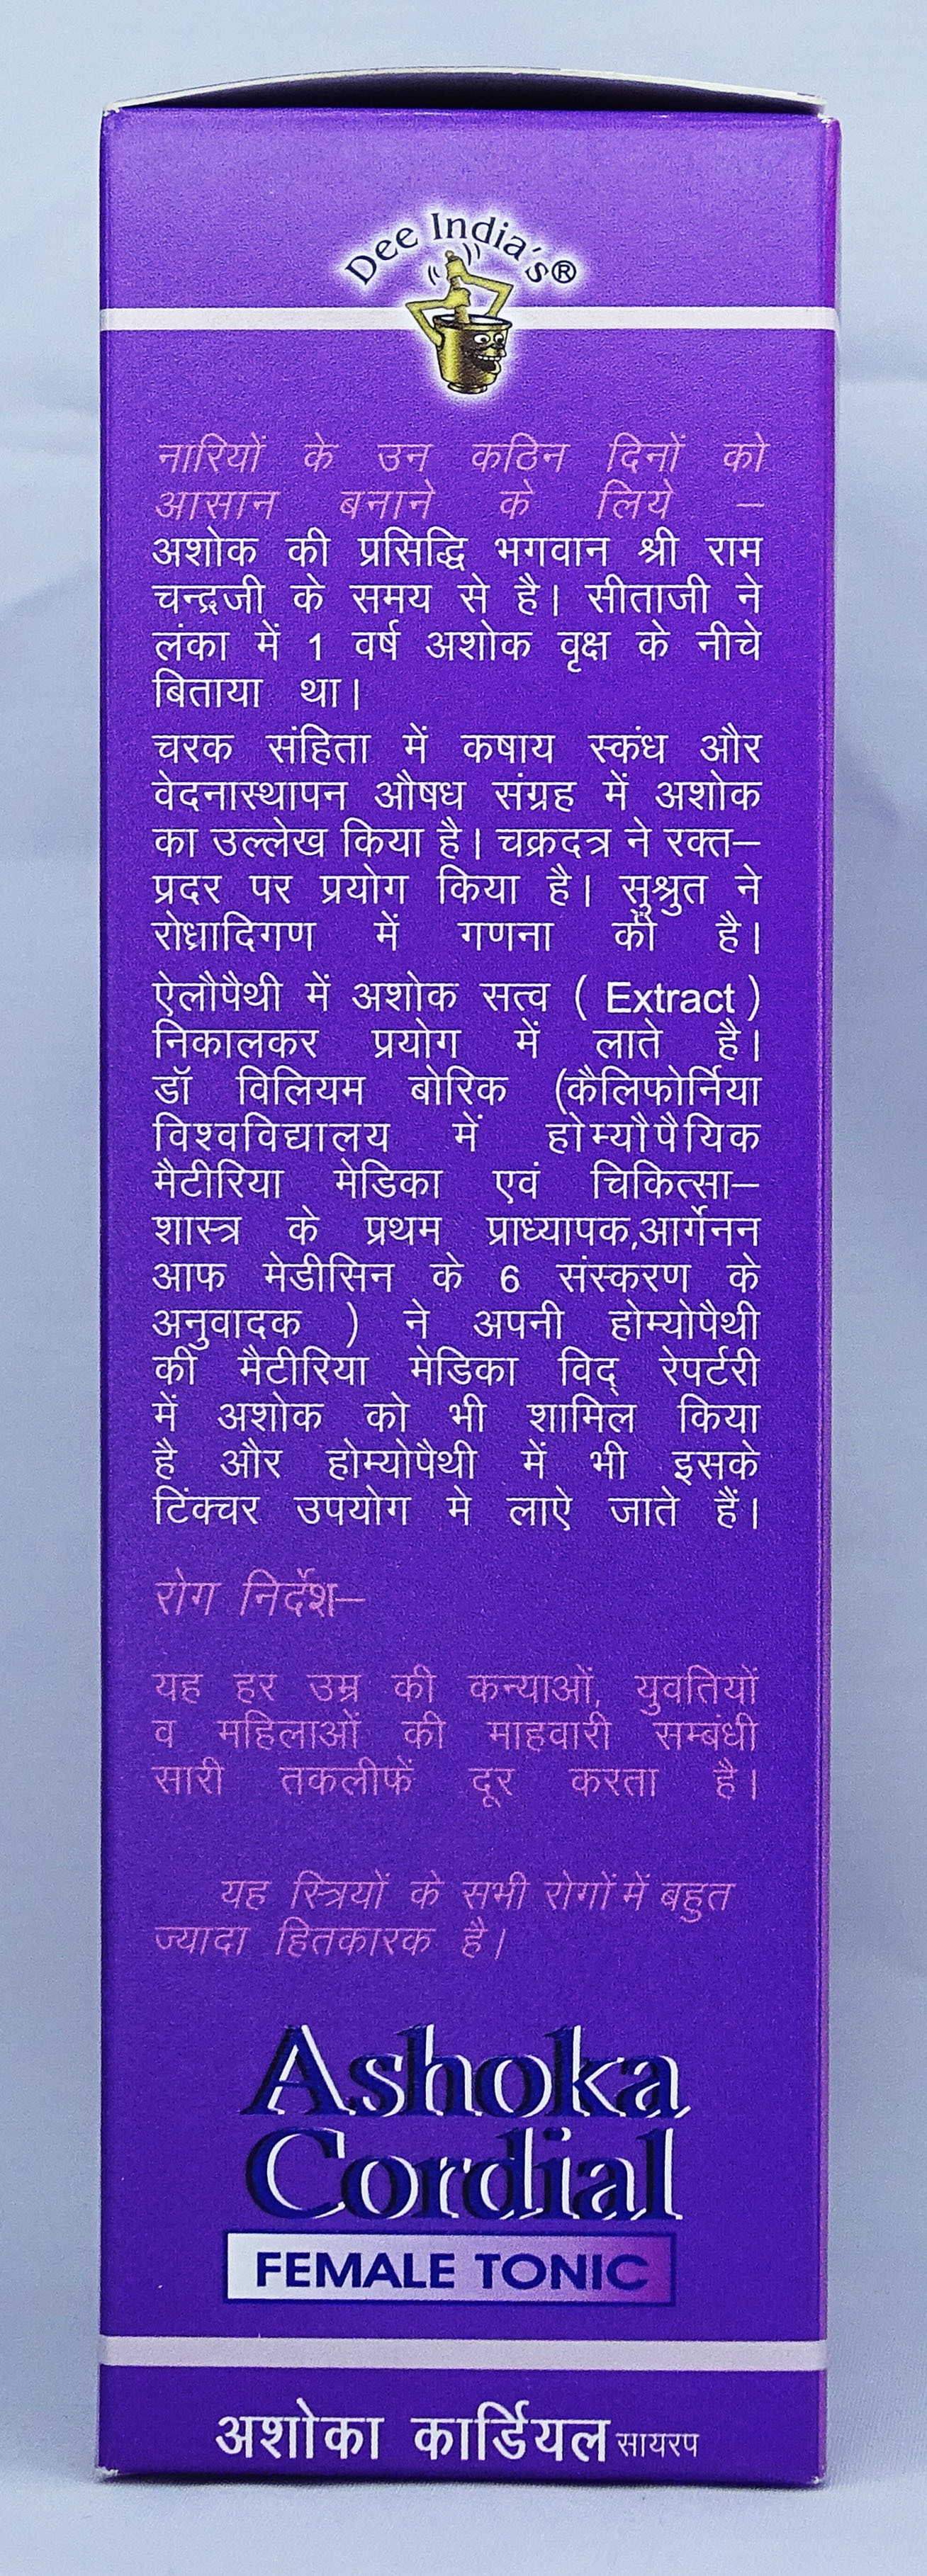 Dee India's®
नारियों के उन कठिन दिनों को
आसान बनाने के लिये –
अशोक की प्रसिद्धि भगवान श्री राम
चन्द्रजी के समय से है। सीताजी ने
लंका में 1 वर्ष अशोक वृक्ष के नीचे
बिताया था।
चरक संहिता में कषाय स्कंध और
वेदनास्थापन औषध संग्रह में अशोक
का उल्लेख किया है। चक्रदत्र ने रक्त–
प्रदर पर प्रयोग किया है। सुश्रुत ने
रोध्रादिगण में गणना की है।
ऐलौपैथी में अशोक सत्व ( Extract )
निकालकर प्रयोग में लाते है।
डॉ विलियम बोरिक (कैलिफोर्निया
विश्वविद्यालय में होम्यौपैयिक
मैटीरिया मेडिका एवं चिकित्सा–
शास्त्र के प्रथम प्राध्यापक,आर्गेनन
आफ मेडीसिन के 6 संस्करण के
अनुवादक ) ने अपनी होम्योपैथी
की मैटीरिया मेडिका विद् रेपर्टरी
में अशोक को भी शामिल किया
है और होम्योपैथी में भी इसके
टिंक्चर उपयोग मे लाऐ जाते हैं।
रोग निर्देश–
यह हर उम्र की कन्याओं, युवतियों
व महिलाओं की माहवारी सम्बंधी
सारी तकलीफें दूर करता है।
यह स्त्रियों के सभी रोगों में बहुत
ज्यादा हितकारक है।
Ashoka
Cordial
FEMALE TONIC
अशोका कार्डियल सायरप